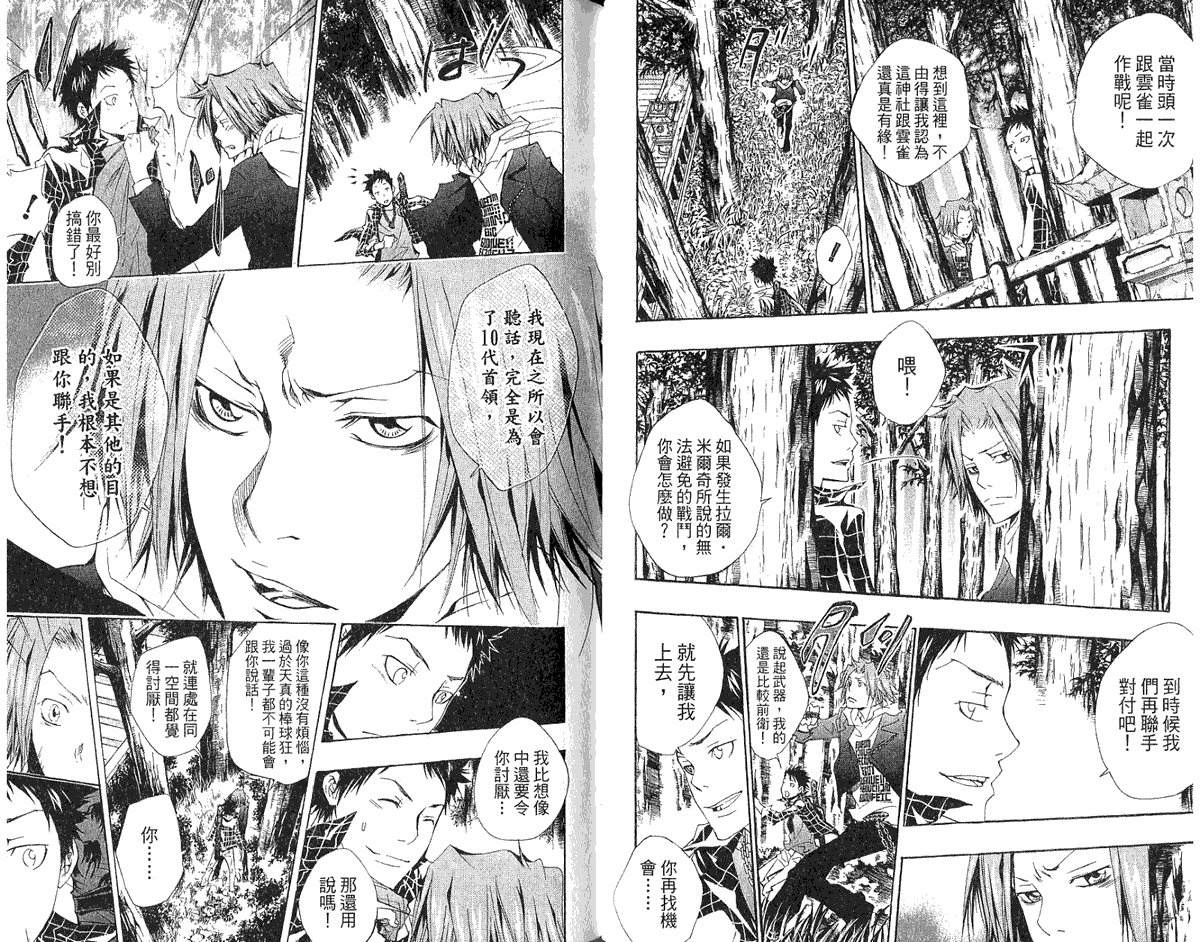 當時頭一次
跟雲雀一起
作戰呢！
想到這裡，不
由得讓我認為
這神社跟雲雀
還真是有緣！
！
喂！
如果發生拉爾．
米爾奇所說的無
法避免的戰鬥，
你會怎麼做？
到時候我
們再聯手
對付吧！
說起武器，我的
還是比較前衛！
就先讓我
上去，
你再找機
會……
ばっ
！
你最好別
搞錯了！
我現在之所以會
聽話，完全是為
了10代首領，
如果是其他的目
的，我根本不想
跟你聯手！
像你這種沒有煩惱，
過於天真的棒球狂，
我一輩子都不可能會
跟你說話！
就連處在同
一空間都覺
得討厭！
我比想像
中還要令
你討厭…
那還用
說嗎！
你……